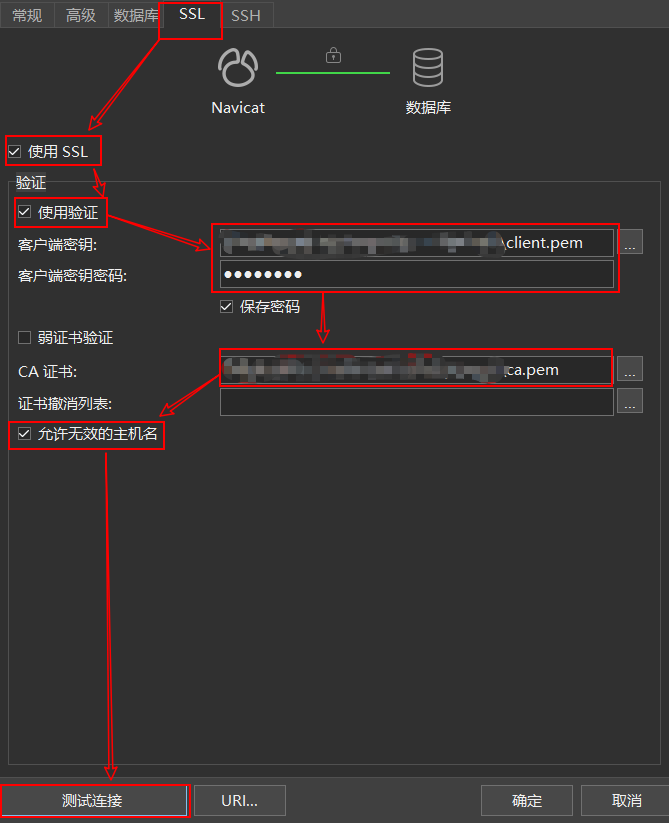 常规 高级 数据库 SSL SSH
Navicat 数据库
使用 SSL
验证
使用验证
客户端密钥: \client.pem ...
客户端密钥密码: ●●●●●●●●
保存密码
弱证书验证
CA 证书: ca.pem ...
证书撤消列表: ...
允许无效的主机名
测试连接 URI... 确定 取消